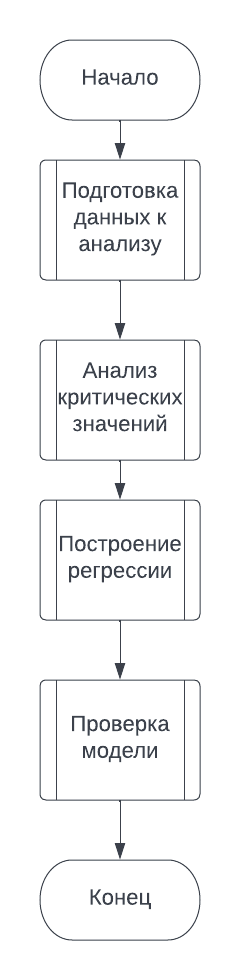 Начало
Подготовка
данных к
анализу
Анализ
критических
значений
Построение
регрессии
Проверка
модели
Конец